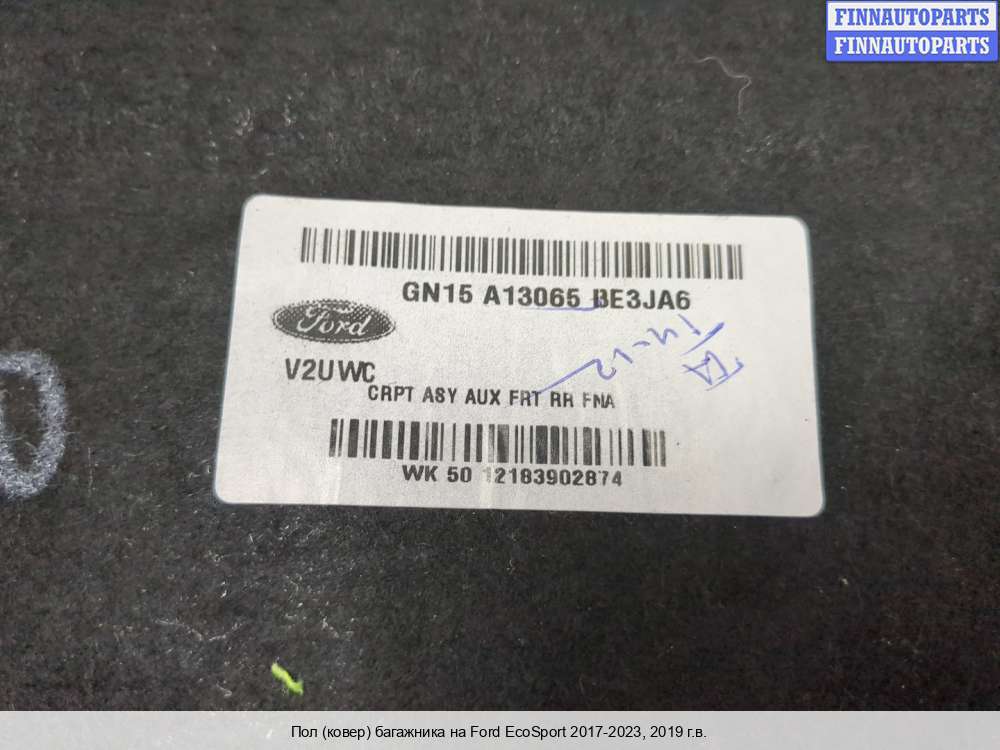 FINNAUTOPARTS
FINNAUTOPARTS
GN15 A13065 BE3JA6
Ford
V2UWC
CRPT ASY AUX FRT RR FNA
WK 50 12183902874
Пол (ковер) багажника на Ford EcoSport 2017-2023, 2019 г.в.